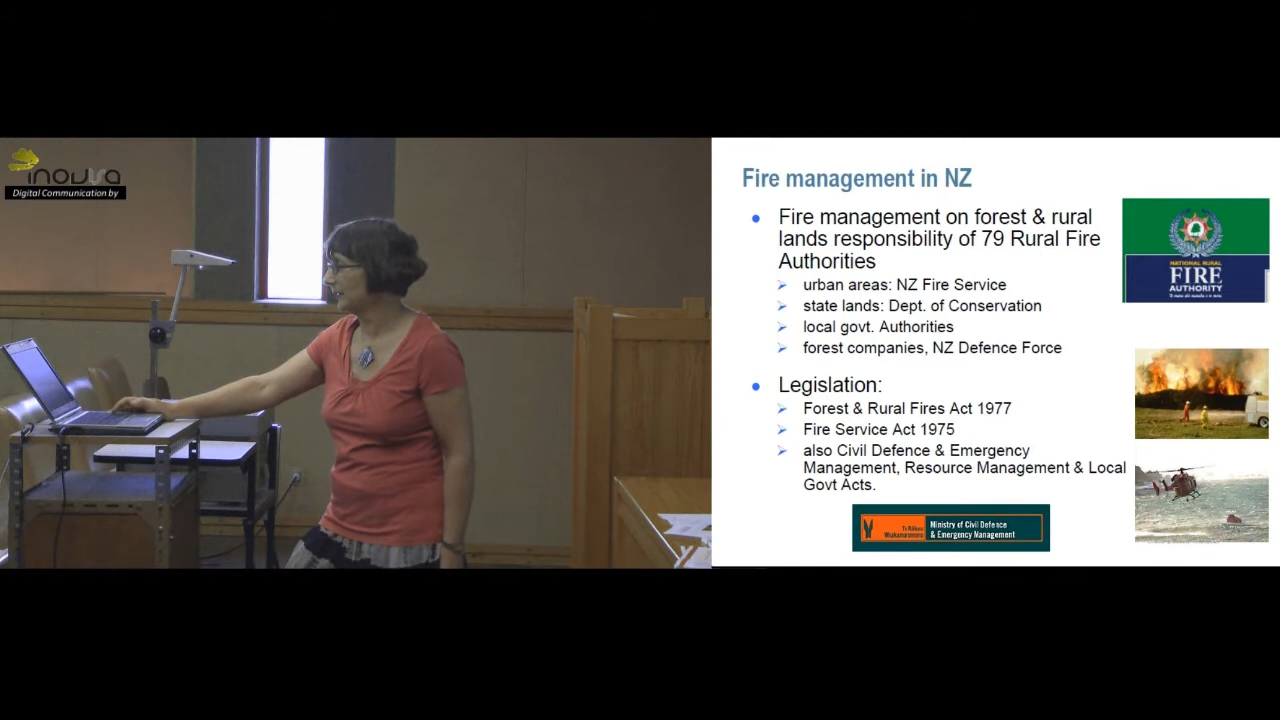 inovva
Digital Communication by
Fire management in NZ
Fire management on forest & rural
lands responsibility of 79 Rural Fire
Authorities
urban areas: NZ Fire Service
state lands: Dept. of Conservation
local govt. Authorities
forest companies, NZ Defence Force
Legislation:
Forest & Rural Fires Act 1977
Fire Service Act 1975
also Civil Defence & Emergency
Management, Resource Management & Local
Govt Acts.
NATIONAL RURAL
FIRE
AUTHORITY
Ministry of Civil Defence
& Emergency Management